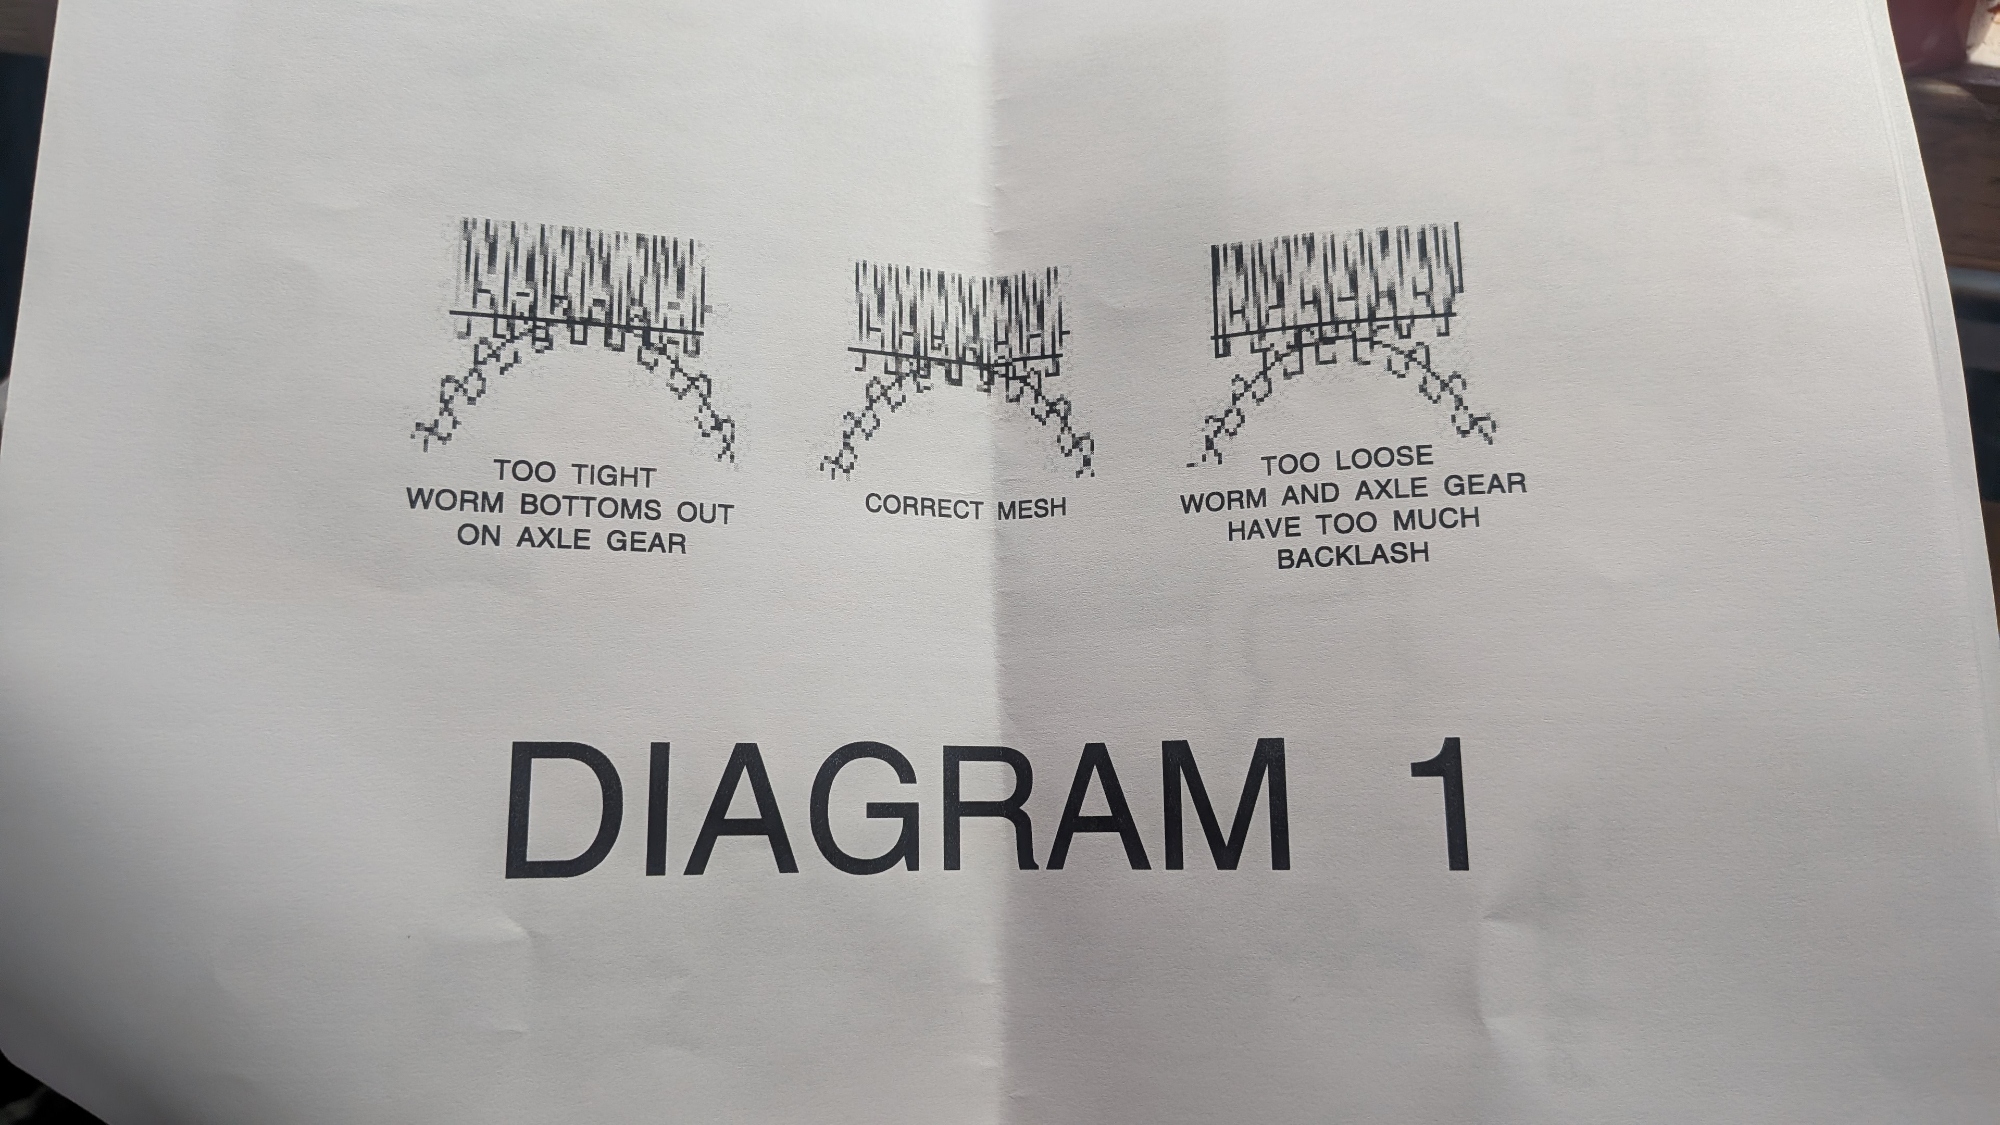 TOO TIGHT
WORM BOTTOMS OUT
ON AXLE GEAR
CORRECT MESH
TOO LOOSE
WORM AND AXLE GEAR
HAVE TOO MUCH
BACKLASH
DIAGRAM 1